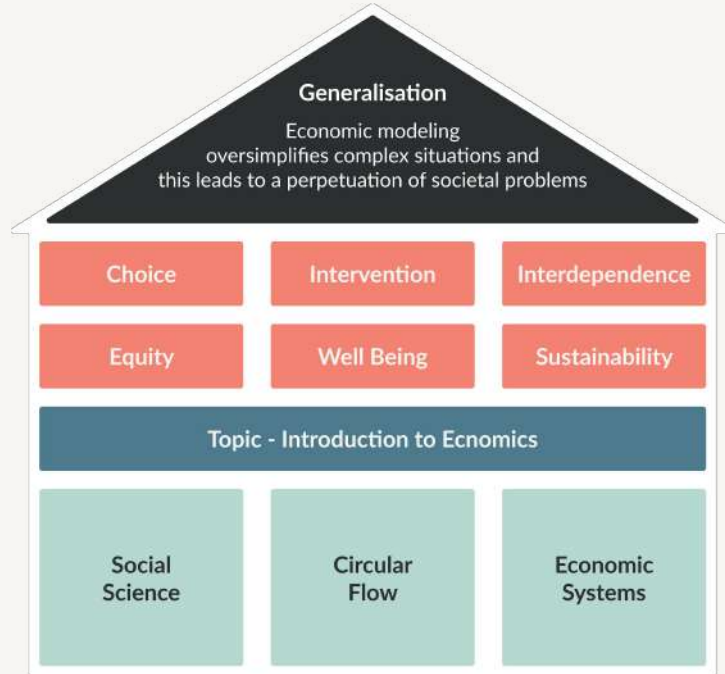 Generalisation
Economic modeling
oversimplifies complex situations and
this leads to a perpetuation of societal problems
Choice
Intervention
Interdependence
Equity
Well Being
Sustainability
Topic - Introduction to Ecnomics
Social
Science
Circular
Flow
Economic
Systems